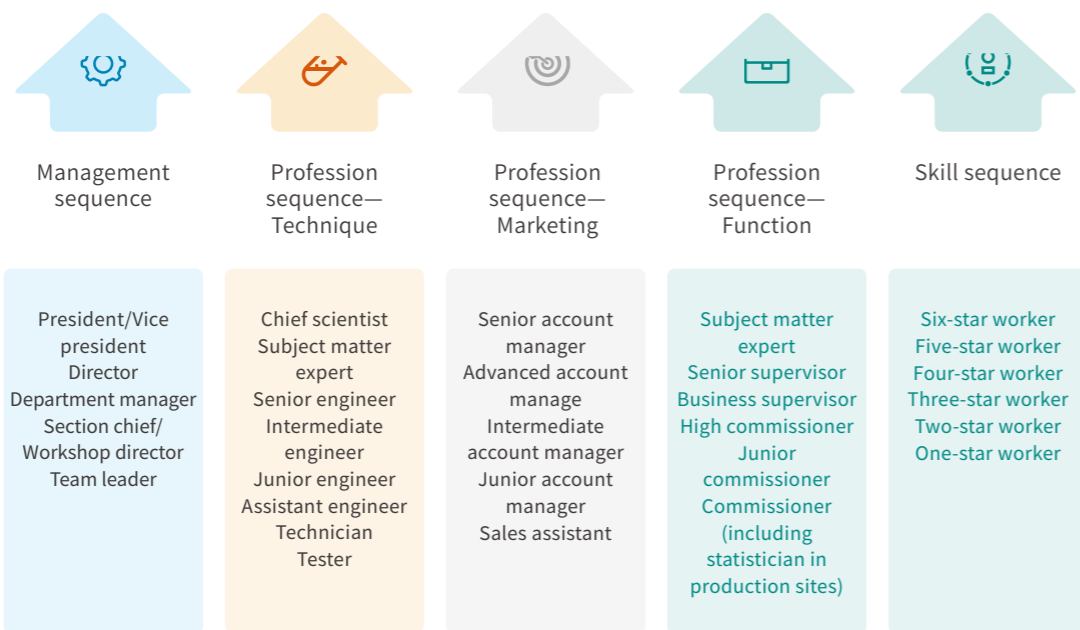 Management
sequence
Profession
sequence—
Technique
Profession
sequence—
Marketing
Profession
sequence—
Function
Skill sequence
President/Vice
president
Director
Department manager
Section chief/
Workshop director
Team leader
Chief scientist
Subject matter
expert
Senior engineer
Intermediate
engineer
Junior engineer
Assistant engineer
Technician
Tester
Senior account
manager
Advanced account
manage
Intermediate
account manager
Junior account
manager
Sales assistant
Subject matter
expert
Senior supervisor
Business supervisor
High commissioner
Junior
commissioner
Commissioner
(including
statistician in
production sites)
Six-star worker
Five-star worker
Four-star worker
Three-star worker
Two-star worker
One-star worker